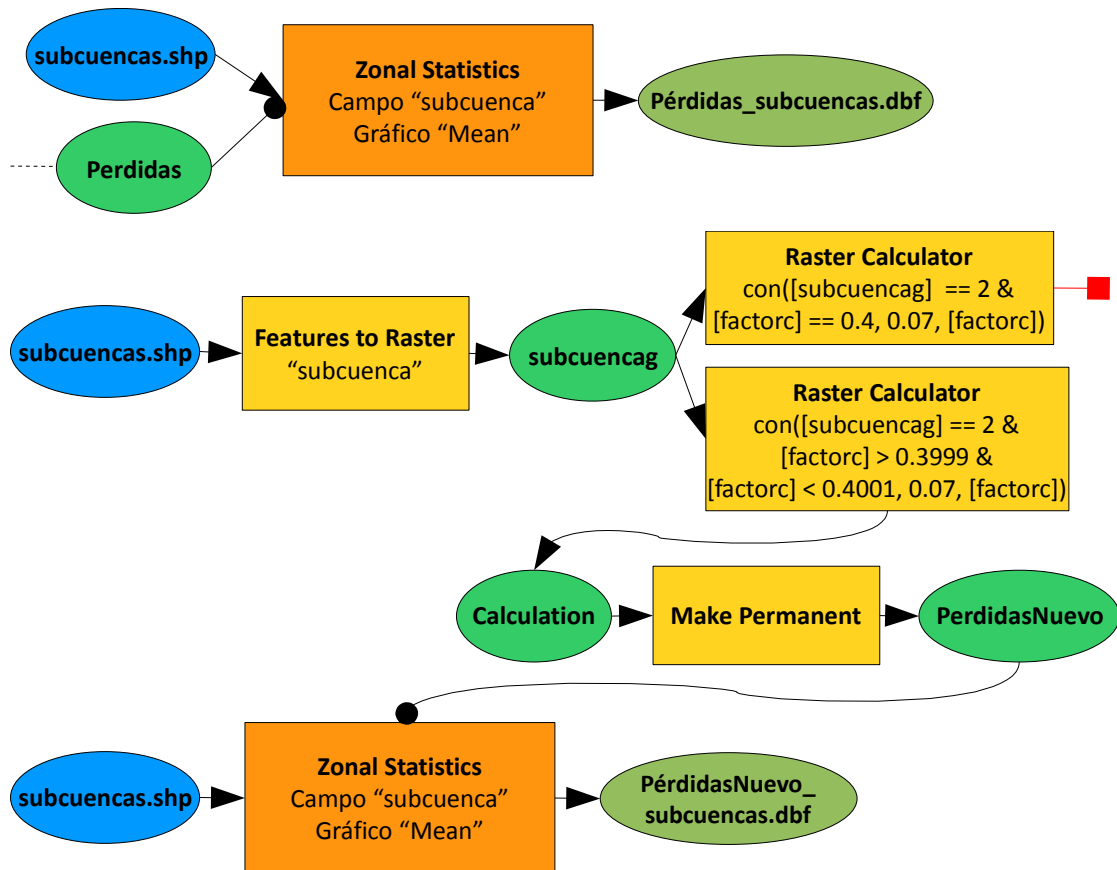 subcuencas.shp
Zonal Statistics
Campo “subcuenca”
Gráfico “Mean”
Pérdidas_subcuencas.dbf
Perdidas
subcuencas.shp
Features to Raster
“subcuenca”
subcuencag
Raster Calculator
con([subcuencag]  == 2 &
[factorc] == 0.4, 0.07, [factorc])
Raster Calculator
con([subcuencag] == 2 &
[factorc] > 0.3999 &
[factorc] < 0.4001, 0.07, [factorc])
Calculation
Make Permanent
PerdidasNuevo
subcuencas.shp
Zonal Statistics
Campo “subcuenca”
Gráfico “Mean”
PérdidasNuevo_
subcuencas.dbf